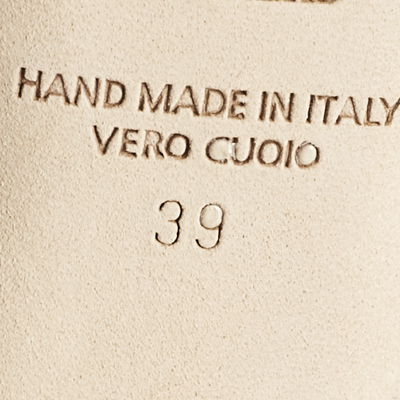 HAND MADE IN ITALY
VERO CUOIO
39